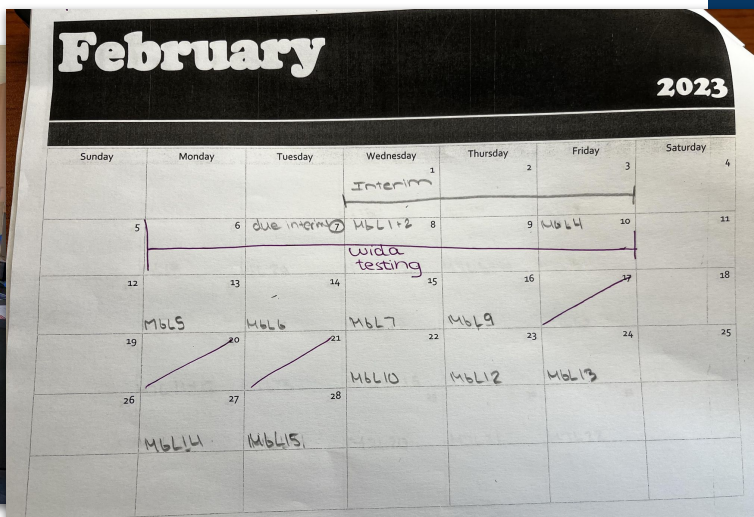 February
2023
Sunday Monday Tuesday Wednesday Thursday Friday Saturday
1 2 3 4
Interim
5 6 due interim 7 M6L1+2 8 9 M6L4 10 11
wida
testing
12 13 14 15 16 17 18
M6L5 M6L6 M6L7 M6L9
19 20 21 22 23 24 25
M6L10 M6L12 M6L13
26 27 28
M6L14 M6L15